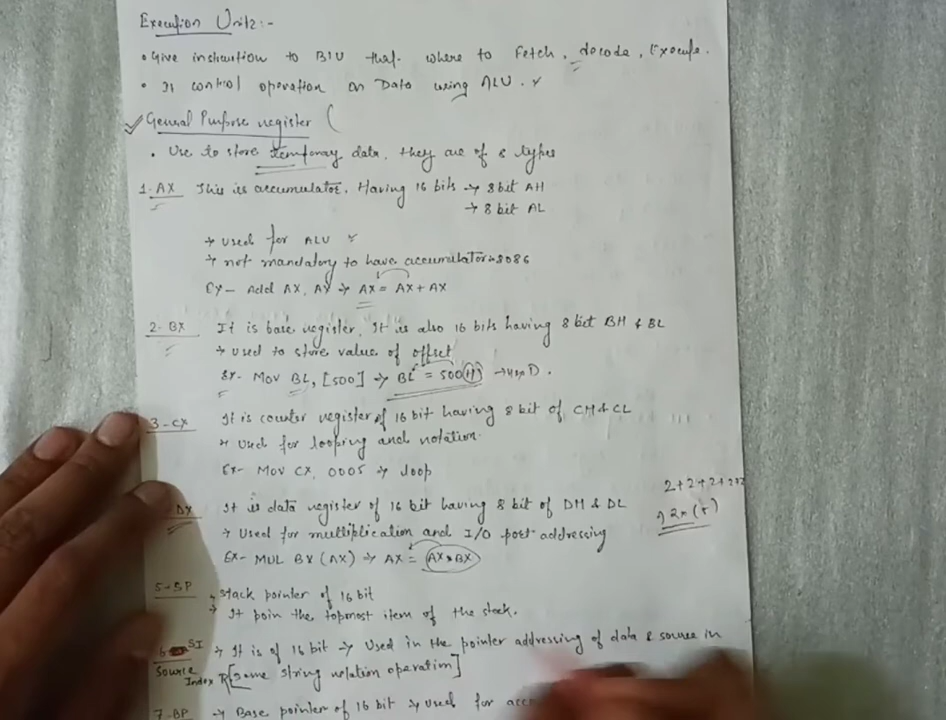 Execution Unit:-
• Give instruction to BIU that where to Fetch, decode, Execute.
• It control operation on Data using ALU.
General Purpose register (
• Use to store temporay data, they are of 8 types
1- AX This is accumulator. Having 16 bits → 8 bit AH
→ 8 bit AL
→ used for ALU
→ not mandatory to have accumulator in 8086
Ex- Add AX, AX → AX = AX + AX
2- BX It is base register. It is also 16 bits having 8 bit BH & BL
→ used to store value of offset
Ex- Mov BL, [500] → BL = 500(H) → D.
3- CX It is counter register of 16 bit having 8 bit of CH & CL
→ Used for looping and rotation.
Ex- Mov CX, 0005 → loop
2+2+2+2+2
2x(5)
DX It is data register of 16 bit having 8 bit of DH & DL
→ Used for multiplication and I/O port addressing
Ex- MUL BX (AX) → AX = AX*BX
5- SP → Stack pointer of 16 bit
→ It poin the topmost item of the stack.
6- SI → It is of 16 bit → Used in the pointer addressing of data & source in
Source Index [some string rotation operation]
7- BP → Base pointer of 16 bit → used for